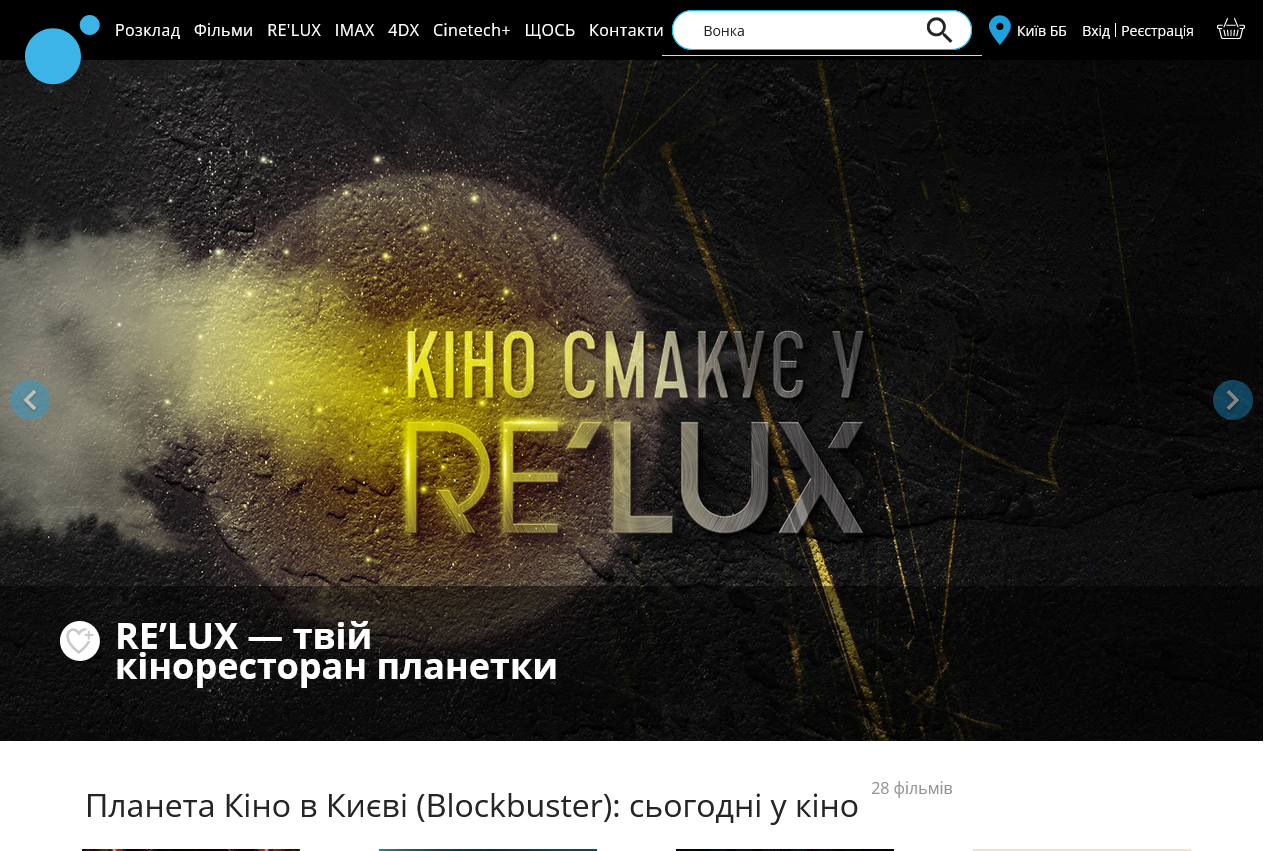 Розклад Фільми RE'LUX IMAX 4DX Cinetech+ ЩОСЬ Контакти Вонка Київ ББ Вхід Реєстрація
КІНО СМАКУЄ У
RE’LUX
RE’LUX — твій
кіноресторан планетки
Планета Кіно в Києві (Blockbuster): сьогодні у кіно 28 фільмів